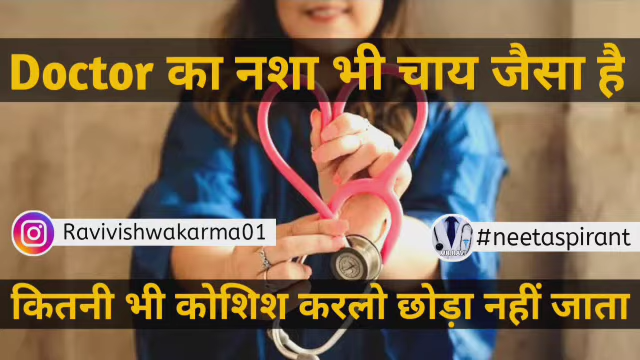 Doctor का नशा भी चाय जैसा है
Ravivishwakarma01
#neetaspirant
कितनी भी कोशिश करलो छोड़ा नहीं जाता